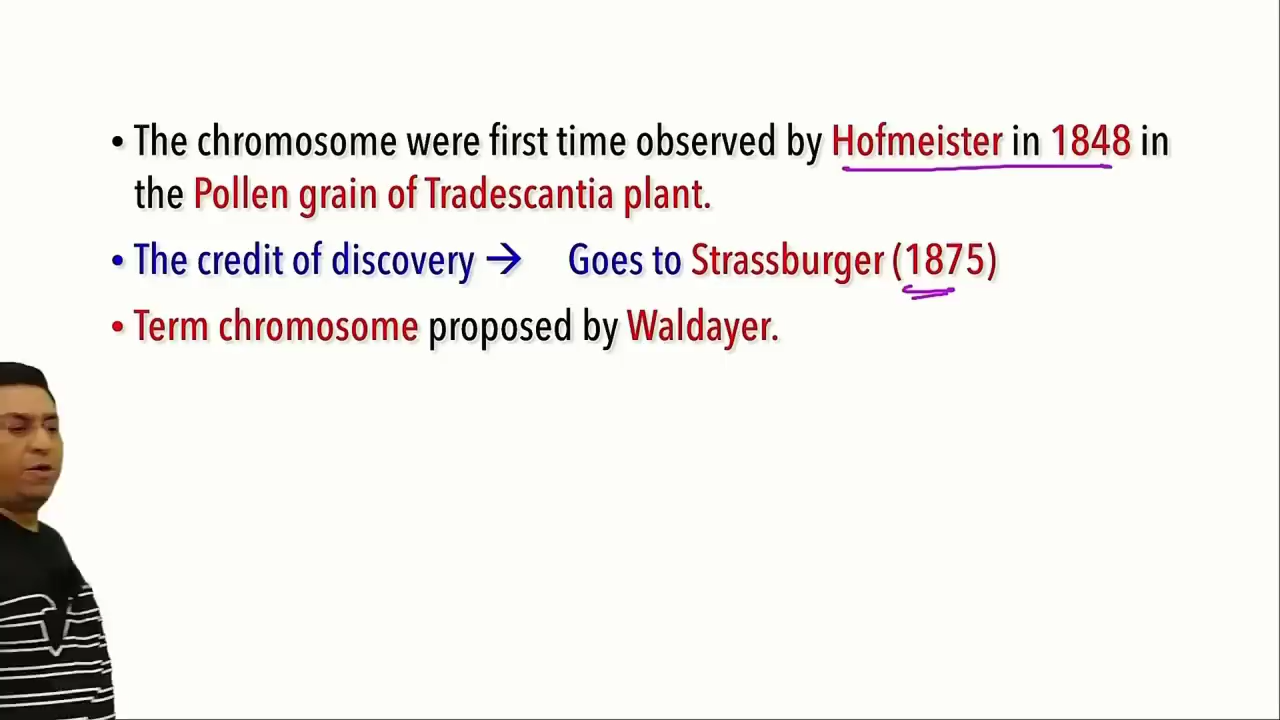 • The chromosome were first time observed by Hofmeister in 1848 in
the Pollen grain of Tradescantia plant.
• The credit of discovery → Goes to Strassburger (1875)
• Term chromosome proposed by Waldayer.